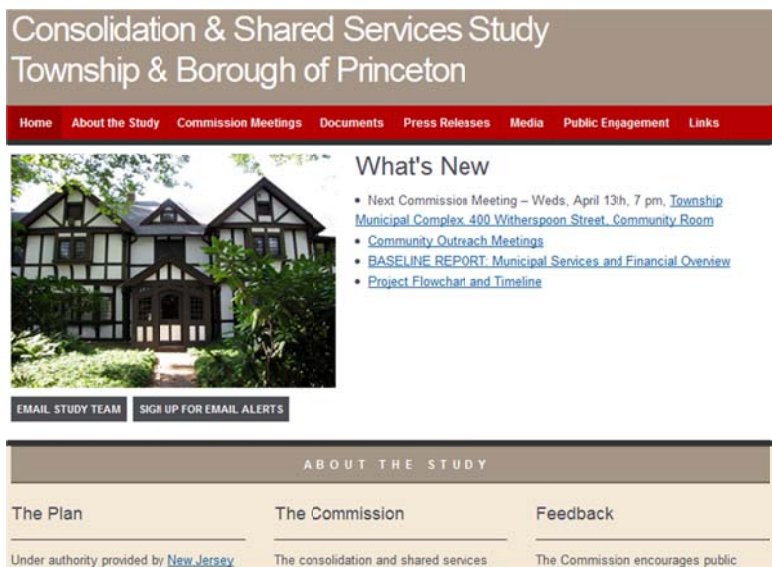 Consolidation & Shared Services Study
Township & Borough of Princeton
Home About the Study Commission Meetings Documents Press Releases Media Public Engagement Links
What's New
• Next Commission Meeting – Weds, April 13th, 7 pm, Township
Municipal Complex, 400 Witherspoon Street, Community Room
• Community Outreach Meetings
• BASELINE REPORT: Municipal Services and Financial Overview
• Project Flowchart and Timeline
EMAIL STUDY TEAM SIGN UP FOR EMAIL ALERTS
ABOUT THE STUDY
The Plan
Under authority provided by New Jersey
The Commission
The consolidation and shared services
Feedback
The Commission encourages public